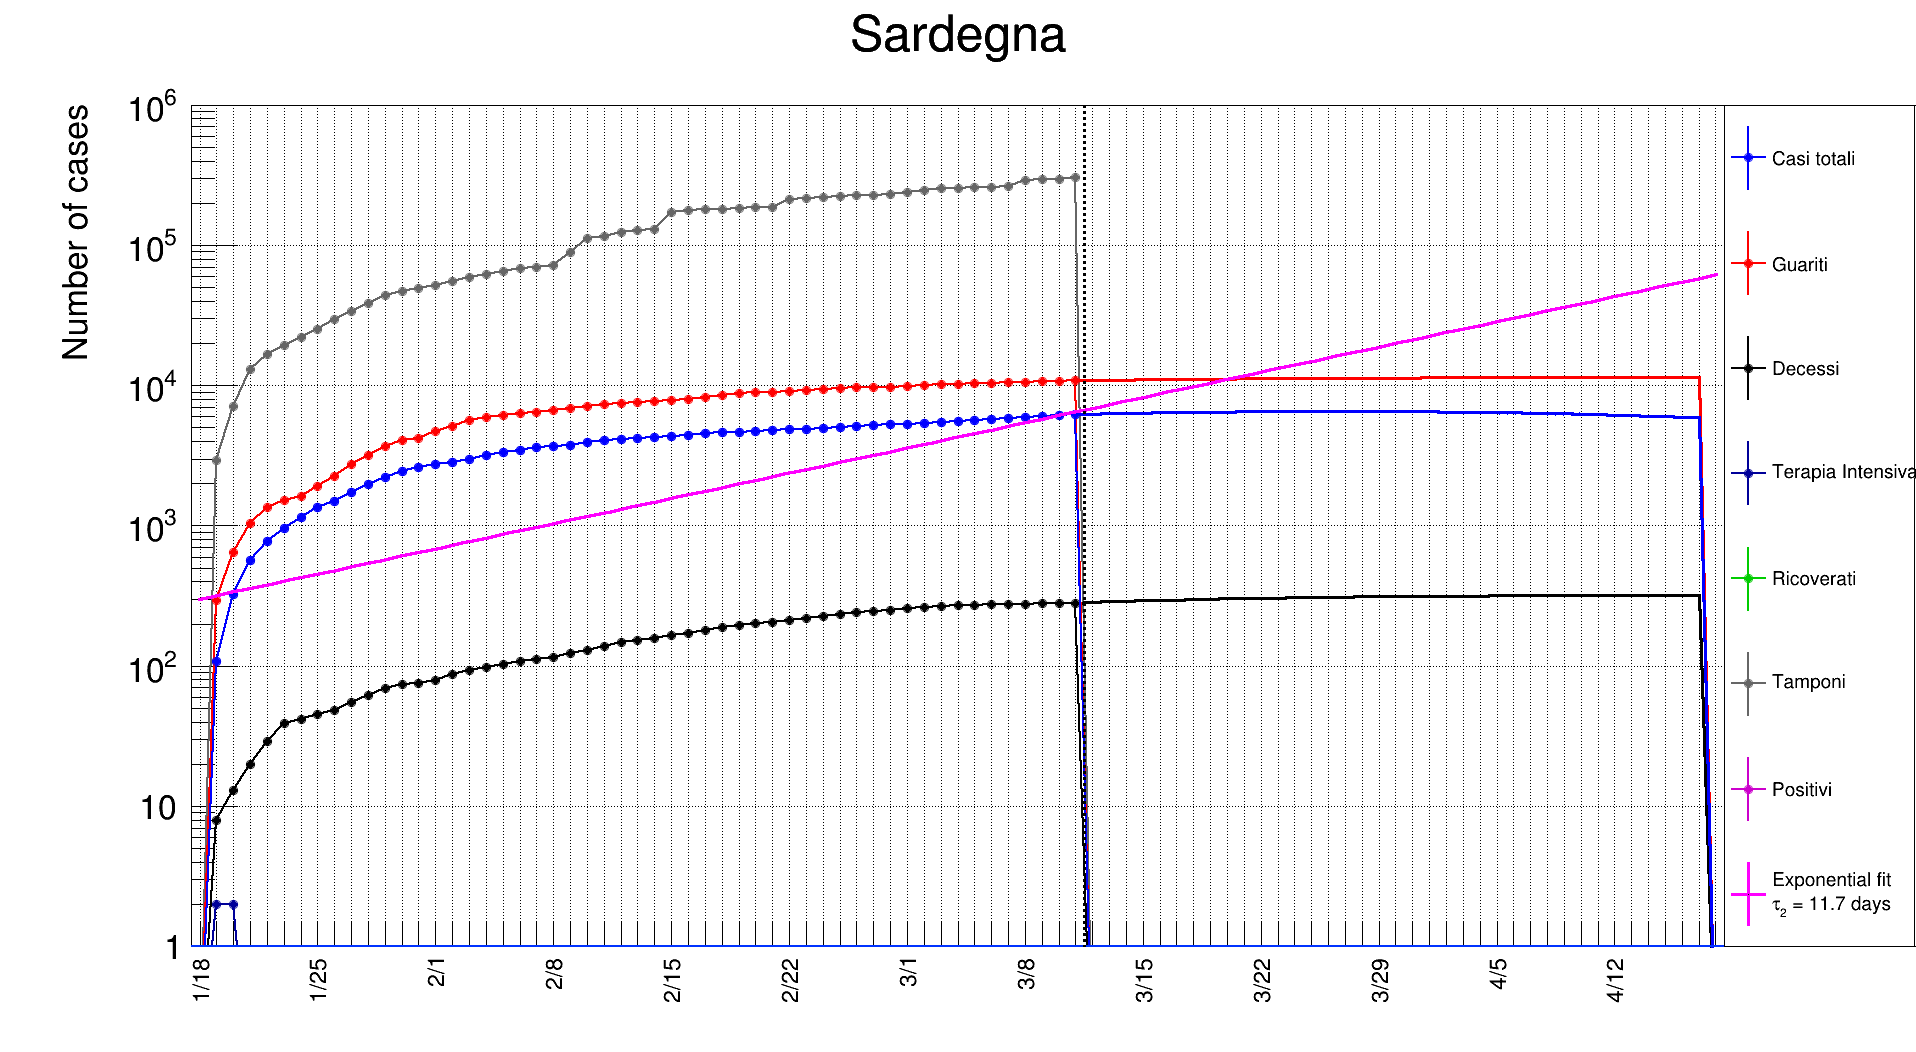 Sardegna
Number of cases
10^6
10^5
10^4
10^3
10^2
10
1
1/18
1/25
2/1
2/8
2/15
2/22
3/1
3/8
3/15
3/22
3/29
4/5
4/12
Casi totali
Guariti
Decessi
Terapia Intensiva
Ricoverati
Tamponi
Positivi
Exponential fit
τ₂ = 11.7 days